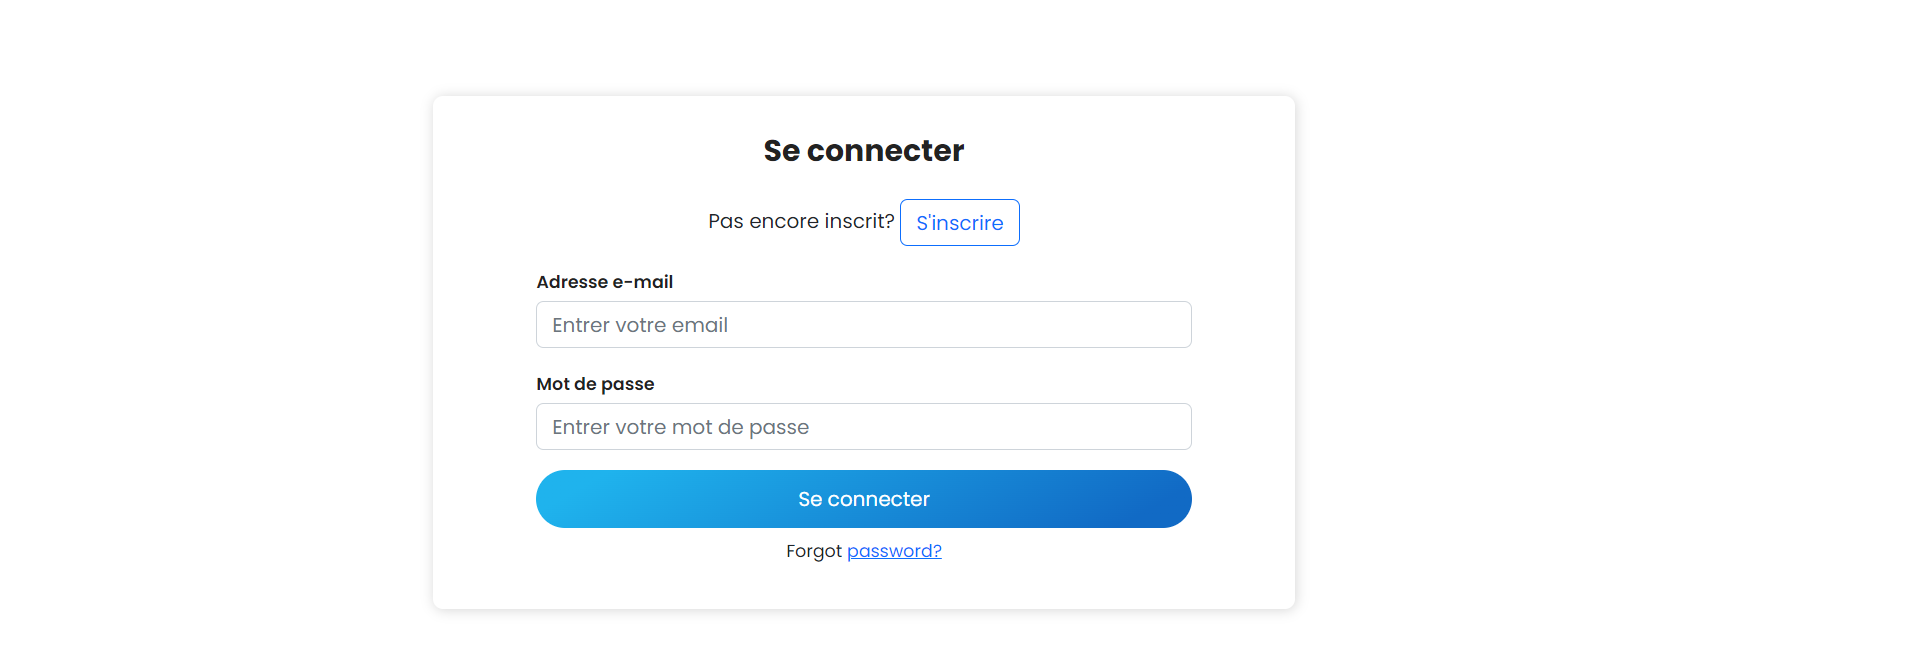 Se connecter
Pas encore inscrit? S'inscrire
Adresse e-mail
Entrer votre email
Mot de passe
Entrer votre mot de passe
Se connecter
Forgot password?